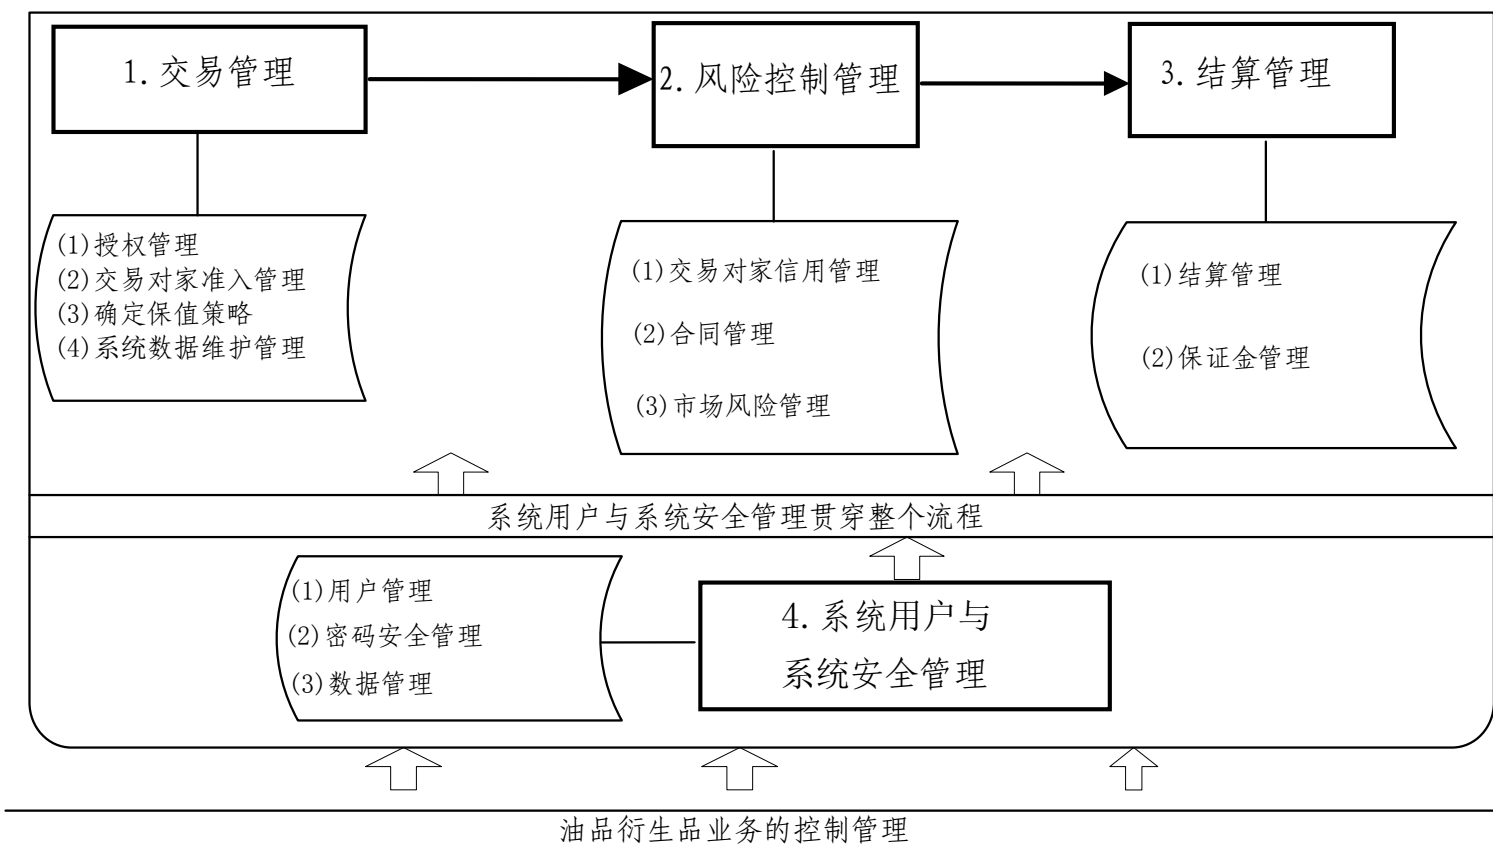 1.交易管理
2.风险控制管理
3.结算管理
(1)授权管理
(2)交易对家准入管理
(3)确定保值策略
(4)系统数据维护管理
(1)交易对家信用管理
(2)合同管理
(3)市场风险管理
(1)结算管理
(2)保证金管理
系统用户与系统安全管理贯穿整个流程
(1)用户管理
(2)密码安全管理
(3)数据管理
4.系统用户与
系统安全管理
油品衍生品业务的控制管理